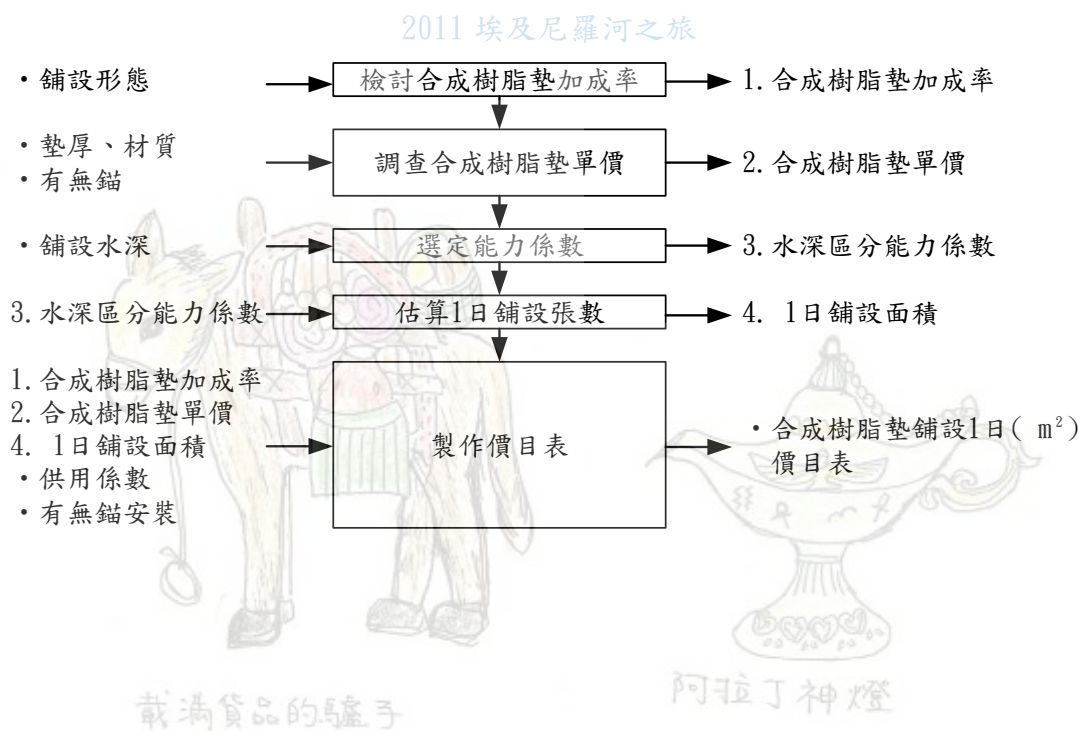 2011 埃及尼羅河之旅
・舖設形態
檢討合成樹脂墊加成率
1.合成樹脂墊加成率
・墊厚、材質
・有無錨
調查合成樹脂墊單價
2.合成樹脂墊單價
・舖設水深
選定能力係數
3.水深區分能力係數
3.水深區分能力係數
估算1日舖設張數
4. 1日舖設面積
1.合成樹脂墊加成率
2.合成樹脂墊單價
4. 1日舖設面積
・供用係數
・有無錨安裝
製作價目表
・合成樹脂墊舖設1日( m²)
價目表
載滿貨品的驢子
阿拉丁神燈